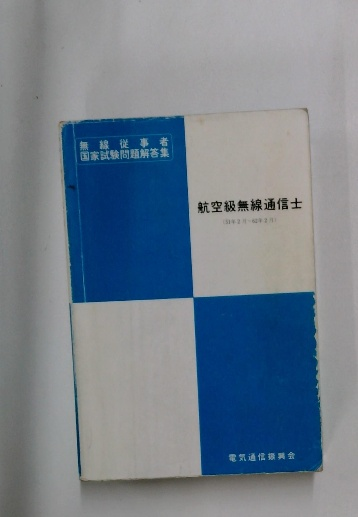 無線従事者
国家試験問題解答集
航空級無線通信士
電気通信振興会